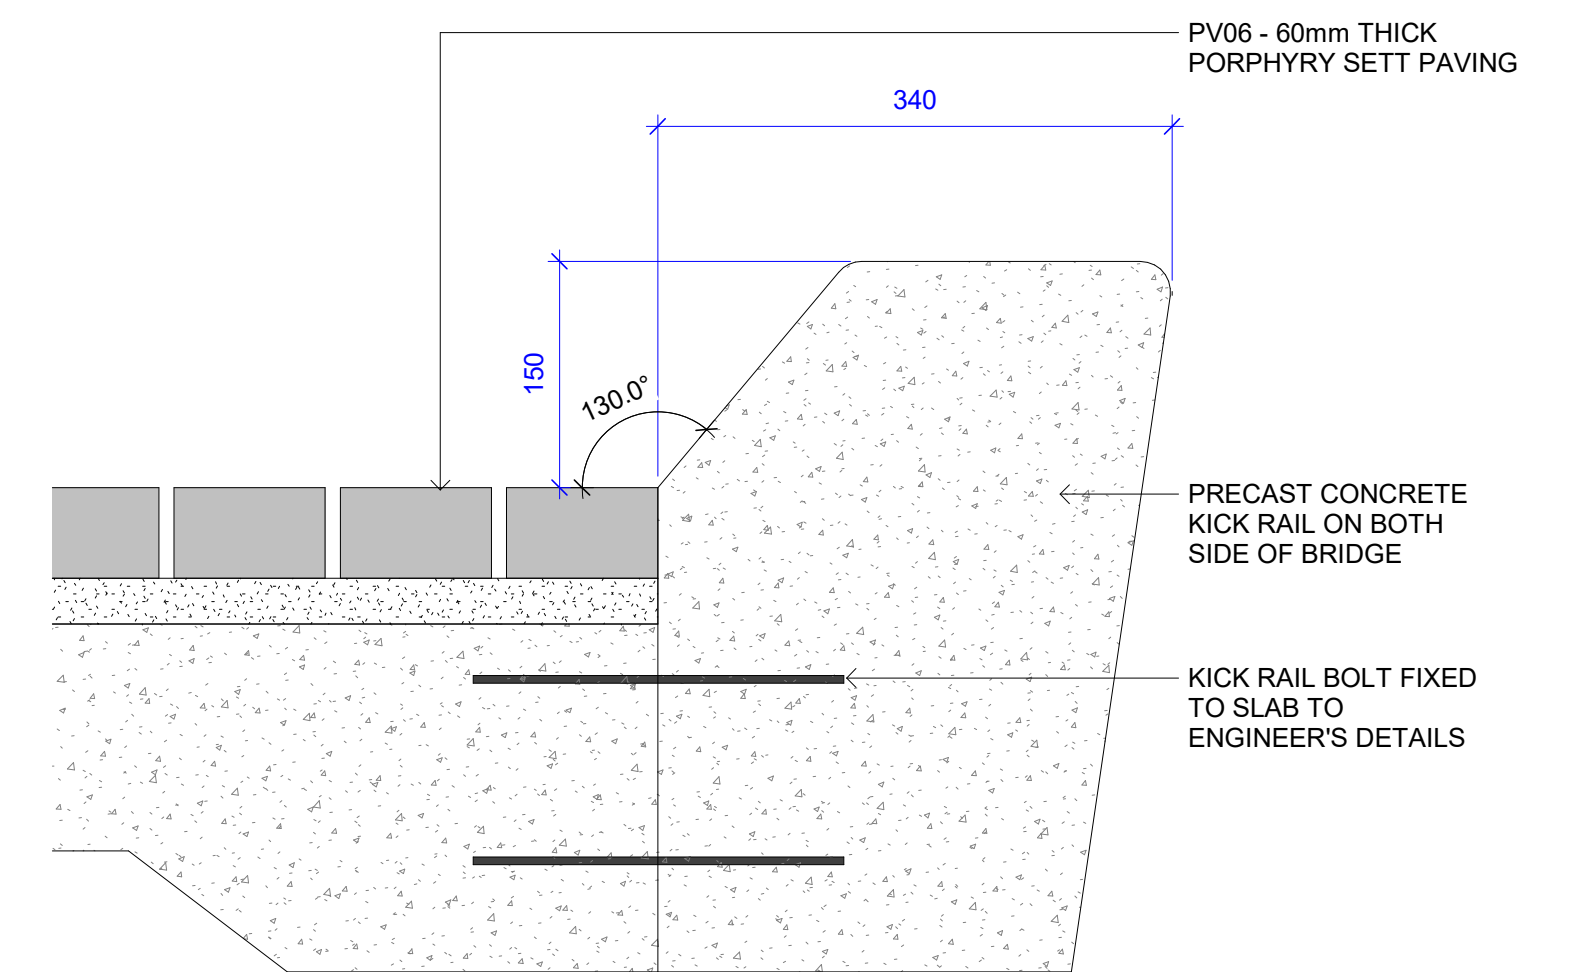 PV06 - 60mm THICK
PORPHYRY SETT PAVING
340
150
130.0°
PRECAST CONCRETE
KICK RAIL ON BOTH
SIDE OF BRIDGE
KICK RAIL BOLT FIXED
TO SLAB TO
ENGINEER'S DETAILS